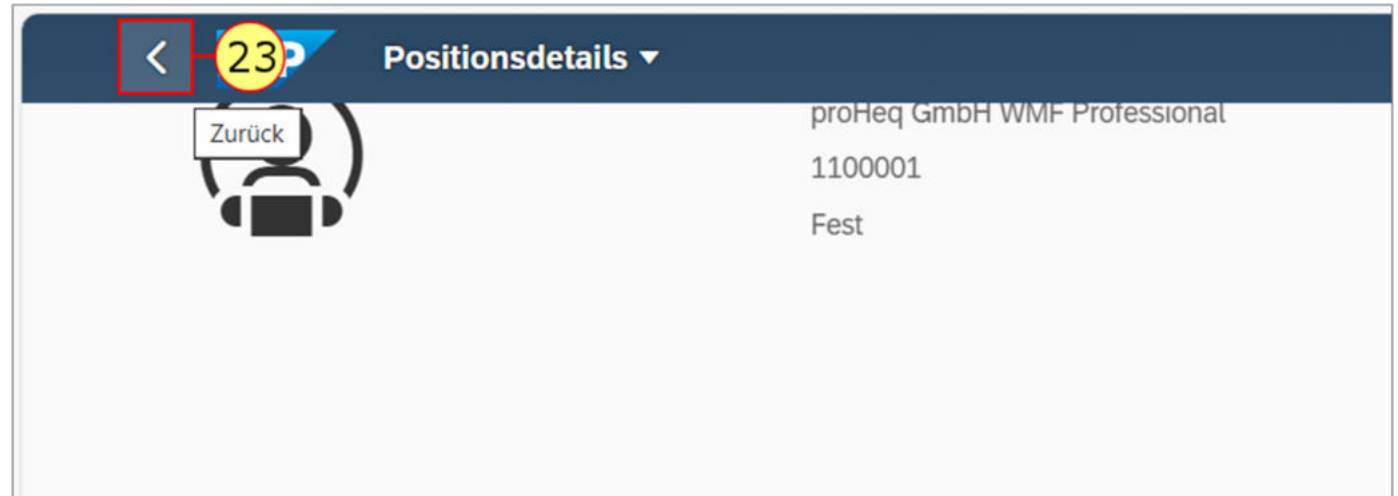 23
P
Positionsdetails
Zurück
proHeq GmbH WMF Professional
1100001
Fest